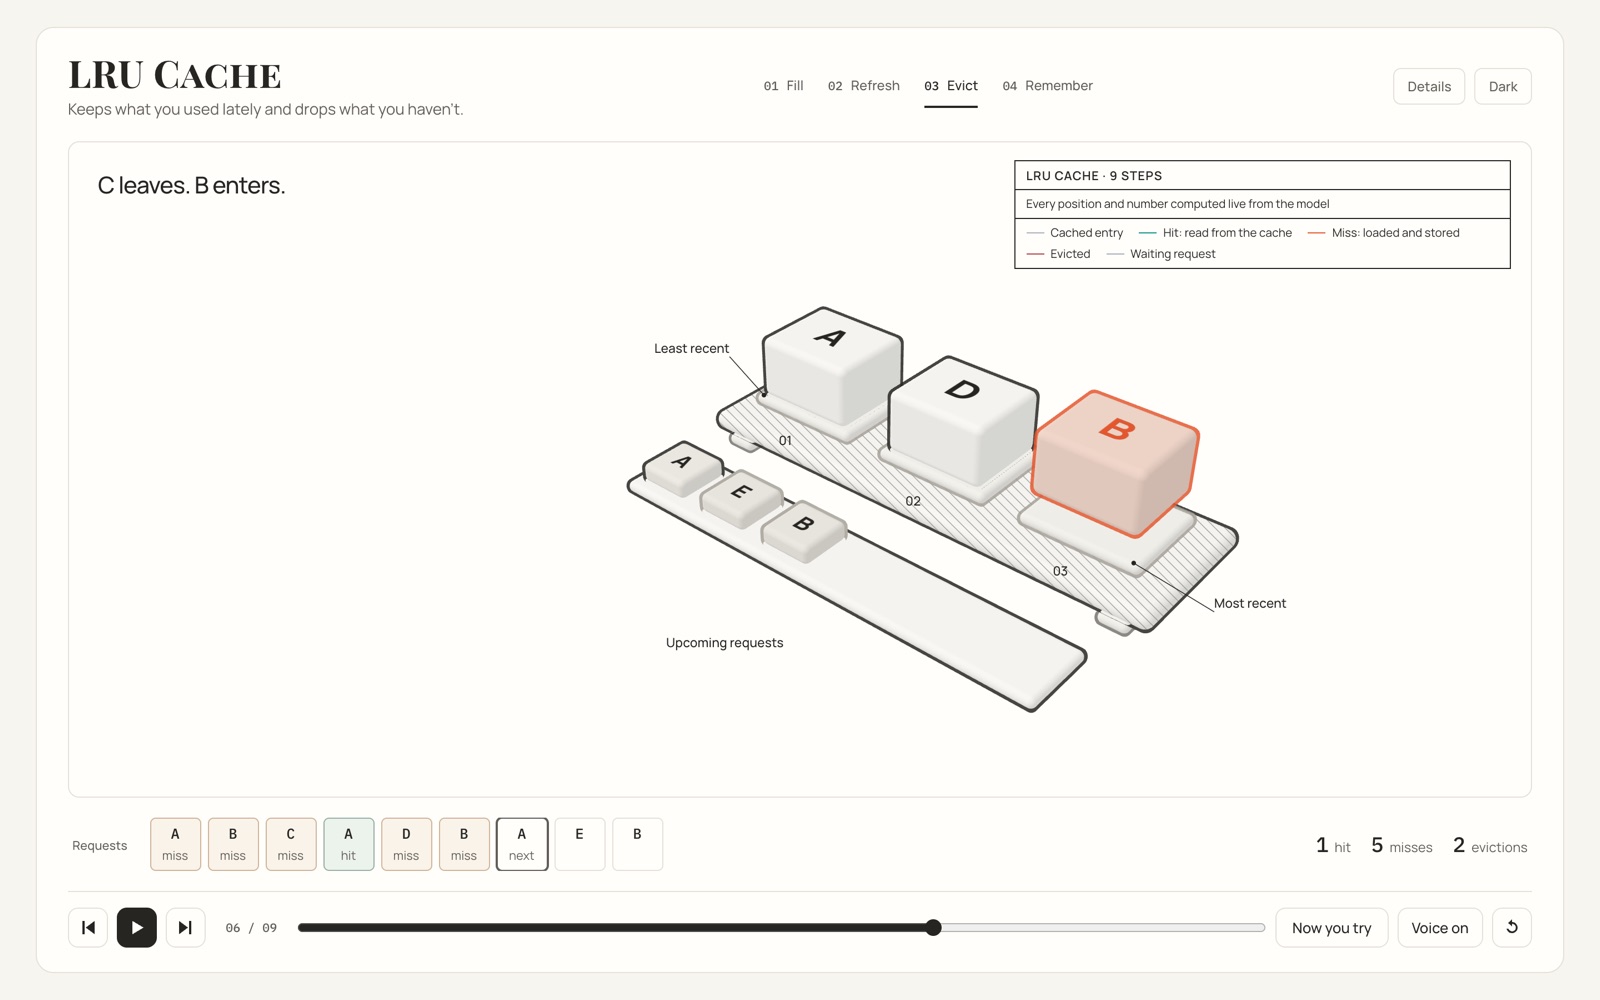 LRU CACHE
Keeps what you used lately and drops what you haven't.
01 Fill
02 Refresh
03 Evict
04 Remember
Details
Dark
C leaves. B enters.
LRU CACHE · 9 STEPS
Every position and number computed live from the model
Cached entry
Hit: read from the cache
Miss: loaded and stored
Evicted
Waiting request
Least recent
A
D
B
01
02
03
A
E
B
Most recent
Upcoming requests
Requests
A miss
B miss
C miss
A hit
D miss
B miss
A next
E
B
1 hit
5 misses
2 evictions
06 / 09
Now you try
Voice on